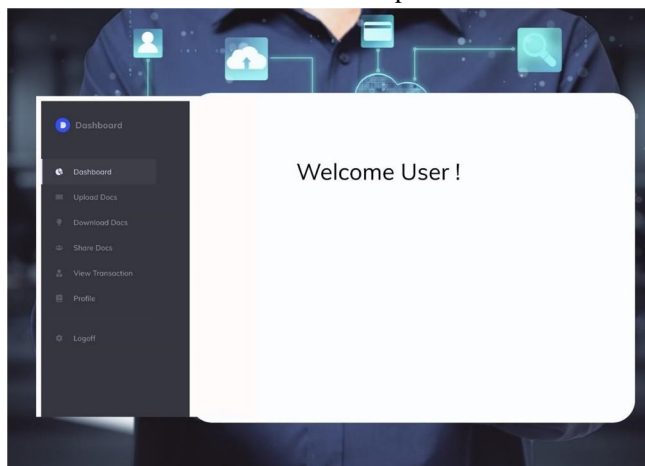 Dashboard
Dashboard
Upload Docs
Download Docs
Share Docs
View Transaction
Profile
Logoff
Welcome User !